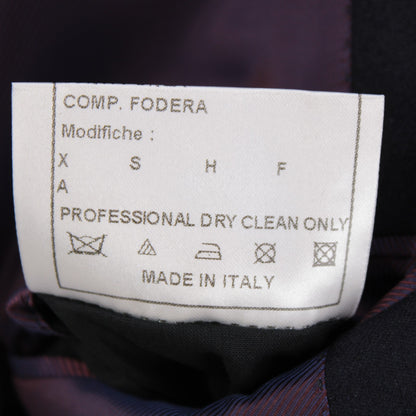 COMP. FODERA
Modifiche :
X S H F
A
PROFESSIONAL DRY CLEAN ONLY
MADE IN ITALY